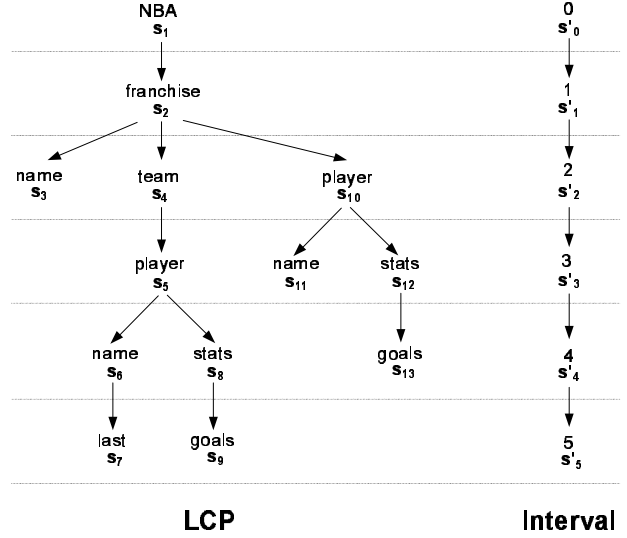 NBA 0
s1 s'0
franchise 1
s2 s'1
name team player 2
s3 s4 s10 s'2
player name stats 3
s5 s11 s12 s'3
name stats goals 4
s6 s8 s13 s'4
last goals 5
s7 s9 s'5
LCP Interval